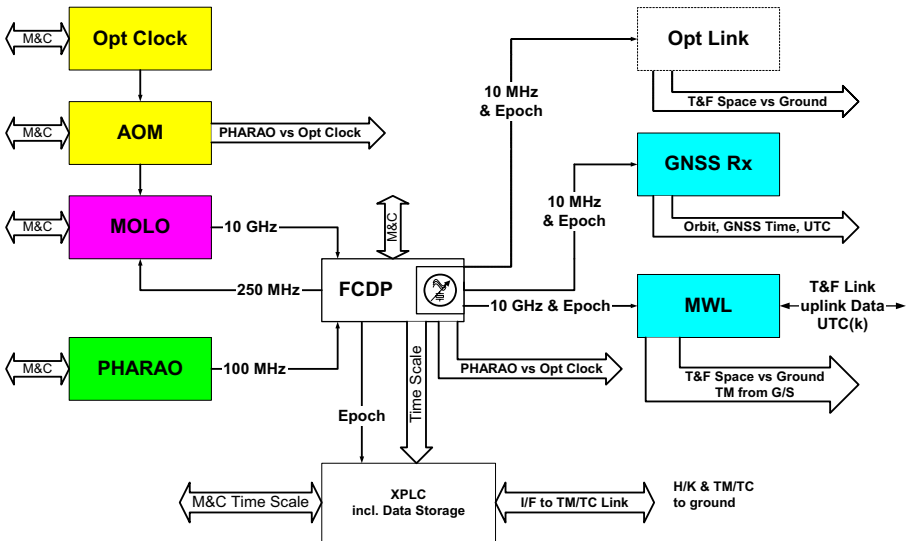 M&C
Opt Clock
Opt Link
10 MHz
& Epoch
T&F Space vs Ground
M&C
AOM
PHARAO vs Opt Clock
GNSS Rx
10 MHz
& Epoch
M&C
MOLO
10 GHz
M&C
Orbit, GNSS Time, UTC
250 MHz
FCDP
10 GHz & Epoch
MWL
T&F Link
uplink Data
UTC(k)
M&C
PHARAO
100 MHz
PHARAO vs Opt Clock
T&F Space vs Ground
TM from G/S
Epoch
Time Scale
M&C Time Scale
XPLC
incl. Data Storage
I/F to TM/TC Link
H/K & TM/TC
to ground